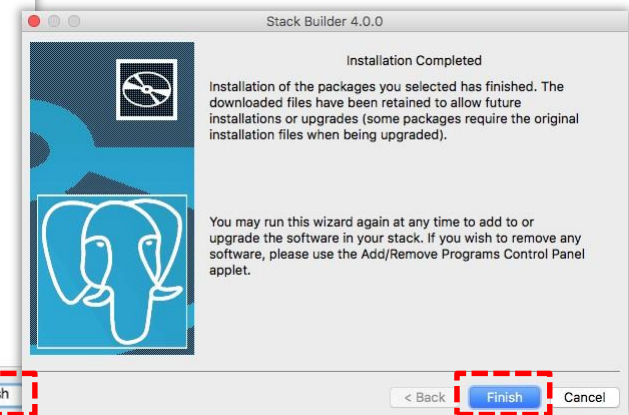 Stack Builder 4.0.0
Installation Completed
Installation of the packages you selected has finished. The
downloaded files have been retained to allow future
installations or upgrades (some packages require the original
installation files when being upgraded).
You may run this wizard again at any time to add to or
upgrade the software in your stack. If you wish to remove any
software, please use the Add/Remove Programs Control Panel
applet.
< Back Finish Cancel